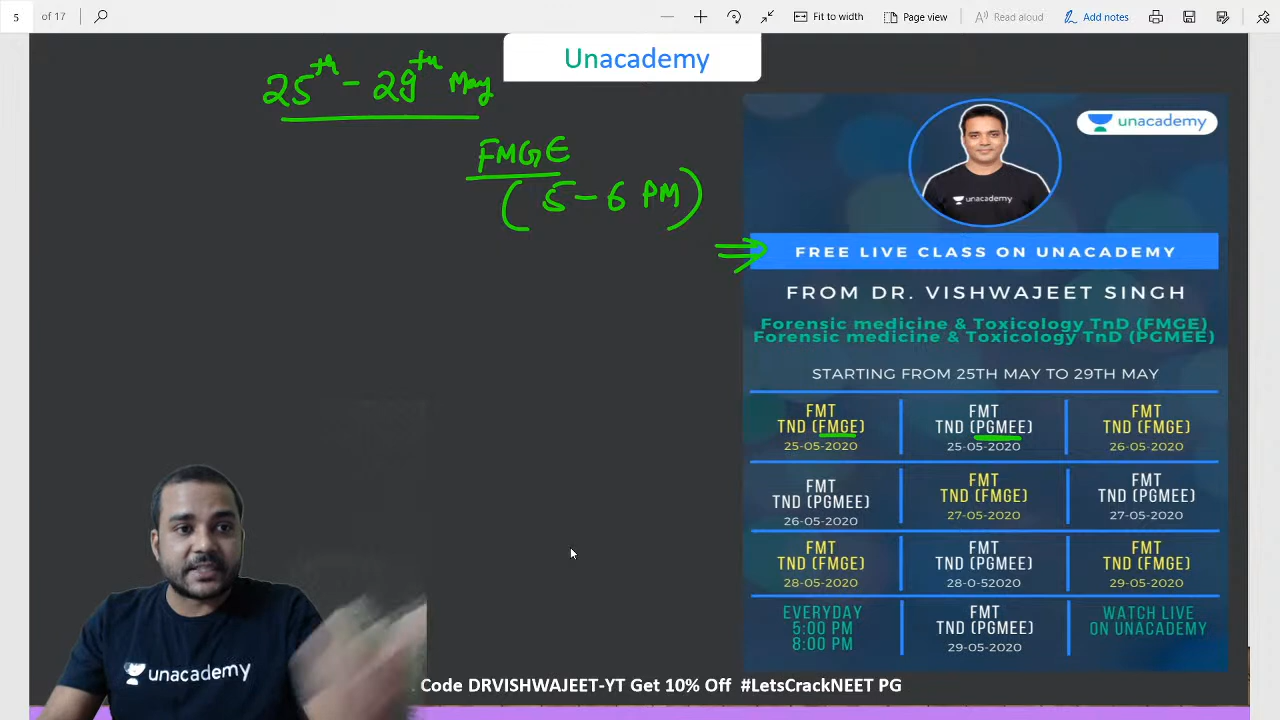 5 of 17
Page view
Read aloud
Add notes
Unacademy
25th - 29th May
FMGE
(5-6 PM)
unacademy
unacademy
FREE LIVE CLASS ON UNACADEMY
FROM DR. VISHWAJEET SINGH
Forensic medicine & Toxicology TnD (FMGE)
Forensic medicine & Toxicology TnD (PGMEE)
STARTING FROM 25TH MAY TO 29TH MAY
FMT
TND (FMGE)
25-05-2020
FMT
TND (PGMEE)
25-05-2020
FMT
TND (FMGE)
26-05-2020
FMT
TND (PGMEE)
26-05-2020
FMT
TND (FMGE)
27-05-2020
FMT
TND (PGMEE)
27-05-2020
FMT
TND (FMGE)
28-05-2020
FMT
TND (PGMEE)
28-0-52020
FMT
TND (FMGE)
29-05-2020
EVERYDAY
5:00 PM
8:00 PM
FMT
TND (PGMEE)
29-05-2020
WATCH LIVE
ON UNACADEMY
unacademy
Code DRVISHWAJEET-YT Get 10% Off #LetsCrackNEET PG